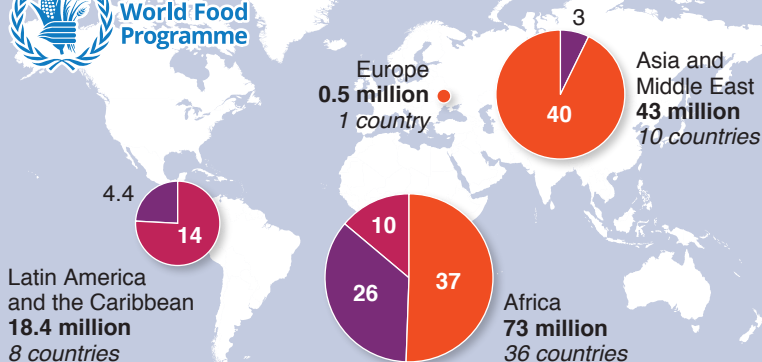 World Food
Programme
Europe
0.5 million
1 country
3
40
Asia and
Middle East
43 million
10 countries
4.4
14
Latin America
and the Caribbean
18.4 million
8 countries
10
26
37
Africa
73 million
36 countries